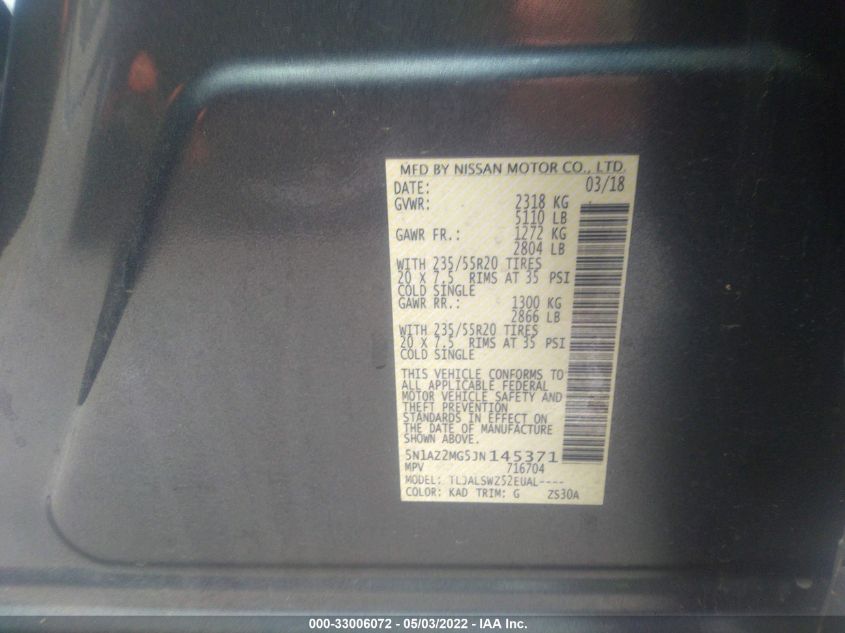 MFD BY NISSAN MOTOR CO., LTD.
DATE: 03/18
GVWR: 2318 KG
5110 LB
GAWR FR.: 1272 KG
2804 LB
WITH 235/55R20 TIRES
20 X 7.5 RIMS AT 35 PSI
COLD SINGLE
GAWR RR.: 1300 KG
2866 LB
WITH 235/55R20 TIRES
20 X 7.5 RIMS AT 35 PSI
COLD SINGLE
THIS VEHICLE CONFORMS TO
ALL APPLICABLE FEDERAL
MOTOR VEHICLE SAFETY AND
THEFT PREVENTION
STANDARDS IN EFFECT ON
THE DATE OF MANUFACTURE
SHOWN ABOVE.
5N1AZ2MG5JN145371
MPV 716704
MODEL: TLJALSWZ52EUAL----
COLOR: KAD TRIM: G ZS30A
000-33006072 - 05/03/2022 - IAA Inc.